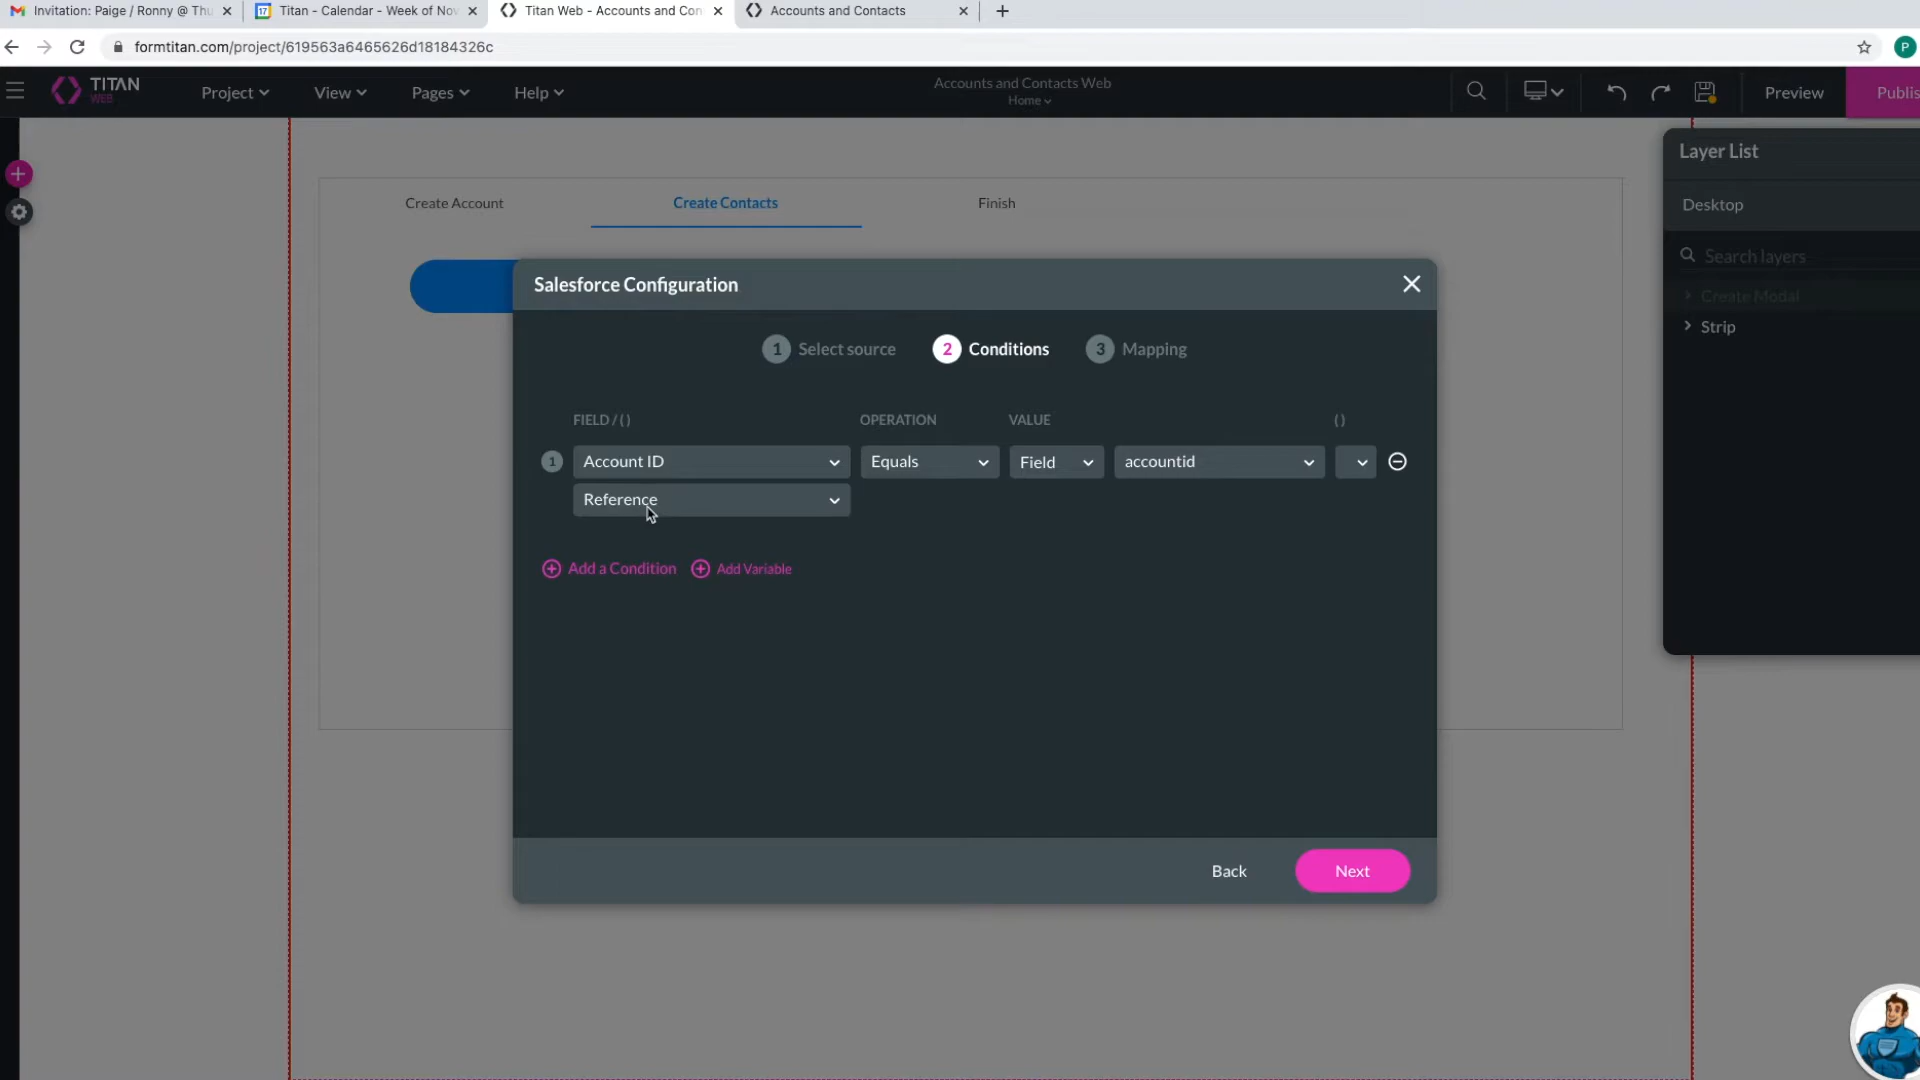 Invitation: Paige / Ronny @ Thu
Titan - Calendar - Week of Nov
Titan Web - Accounts and Con
Accounts and Contacts
formtitan.com/project/619563a6465626d18184326c
P
TITAN
WEB
Project
View
Pages
Help
Accounts and Contacts Web
Home
Preview
Publis
Layer List
Desktop
Search layers
Create Modal
Strip
Create Account
Create Contacts
Finish
Salesforce Configuration
1 Select source
2 Conditions
3 Mapping
FIELD / ( )
OPERATION
VALUE
( )
1
Account ID
Equals
Field
accountid
Reference
Add a Condition
Add Variable
Back
Next